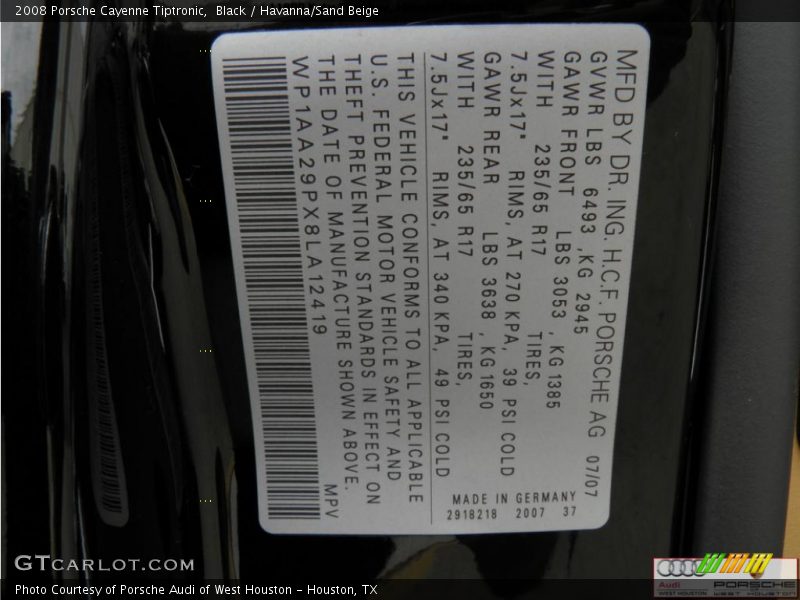 2008 Porsche Cayenne Tiptronic,  Black / Havanna/Sand Beige
MFD BY DR. ING. H.C.F. PORSCHE AG 07/07
GVWR LBS 6493 ,KG 2945
GAWR FRONT LBS 3053 , KG 1385
WITH 235/65 R17 TIRES,
7.5Jx17" RIMS, AT 270 KPA, 39 PSI COLD
GAWR REAR LBS 3638 , KG 1650
WITH 235/65 R17 TIRES,
7.5Jx17" RIMS, AT 340 KPA, 49 PSI COLD
THIS VEHICLE CONFORMS TO ALL APPLICABLE
U.S. FEDERAL MOTOR VEHICLE SAFETY AND
THEFT PREVENTION STANDARDS IN EFFECT ON
THE DATE OF MANUFACTURE SHOWN ABOVE.
WP1AA29PX8LA12419 MPV
MADE IN GERMANY
2918218 2007 37
GTCARLOT.COM
Audi PORSCHE
WEST HOUSTON WEST HOUSTON
Photo Courtesy of Porsche Audi of West Houston – Houston, TX